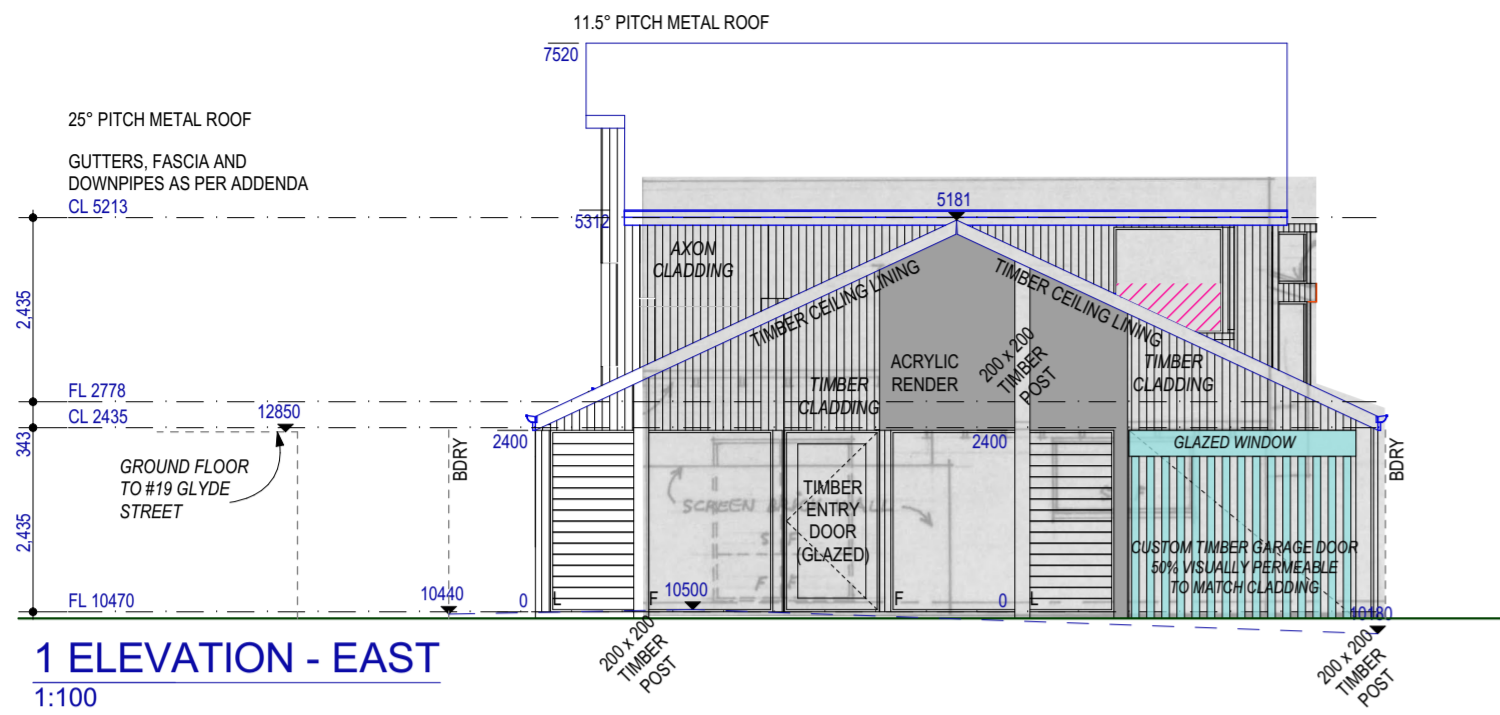 11.5° PITCH METAL ROOF
7520
25° PITCH METAL ROOF
GUTTERS, FASCIA AND
DOWNPIPES AS PER ADDENDA
CL 5213
5312
5181
AXON
CLADDING
TIMBER CEILING LINING
TIMBER CEILING LINING
2,435
ACRYLIC
RENDER
200 x 200
TIMBER
POST
TIMBER
CLADDING
TIMBER
CLADDING
FL 2778
CL 2435
12850
343
2400
2400
GLAZED WINDOW
BDRY
BDRY
GROUND FLOOR
TO #19 GLYDE
STREET
TIMBER
ENTRY
DOOR
(GLAZED)
SCREEN
2,435
CUSTOM TIMBER GARAGE DOOR
50% VISUALLY PERMEABLE
TO MATCH CLADDING
FL 10470
10440
0
L
F
10500
F
0
L
10180
1 ELEVATION - EAST
1:100
200 x 200
TIMBER
POST
200 x 200
TIMBER
POST